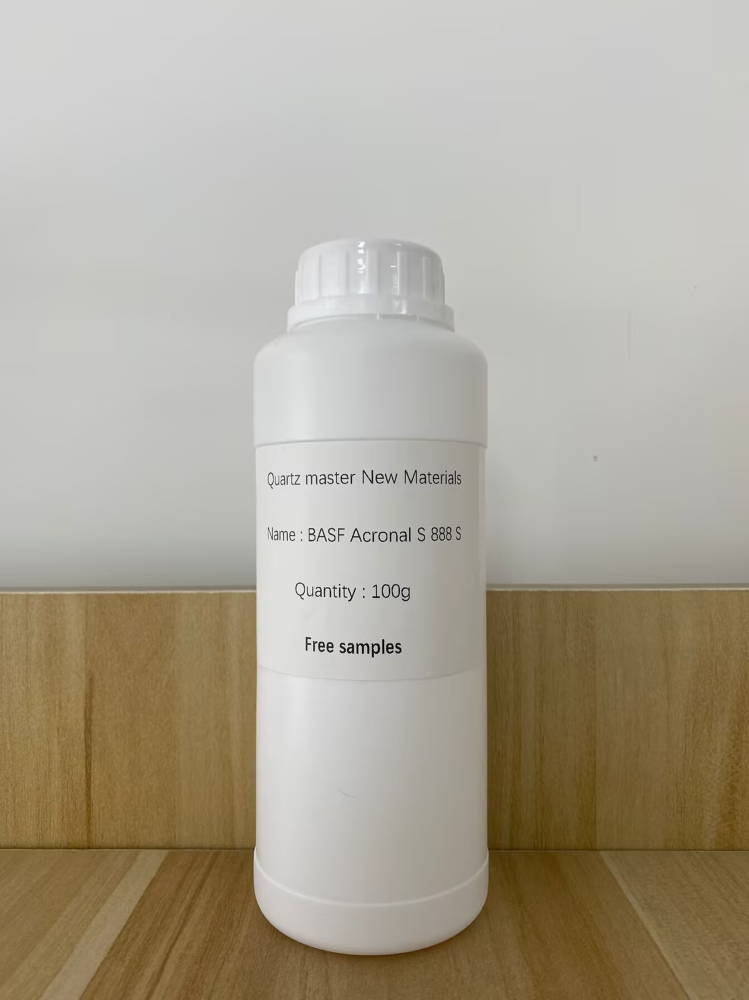 Quartz master New Materials
Name : BASF Acronal S 888 S
Quantity : 100g
Free samples